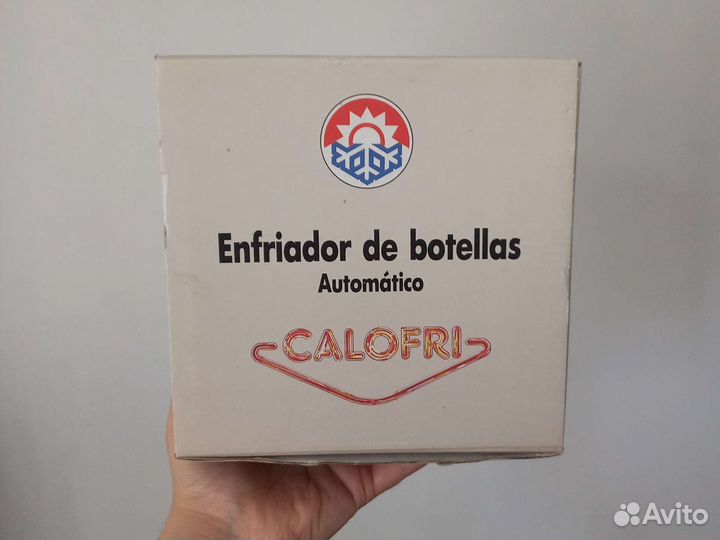 Enfriador de botellas
Automático
CALOFRI
Avito